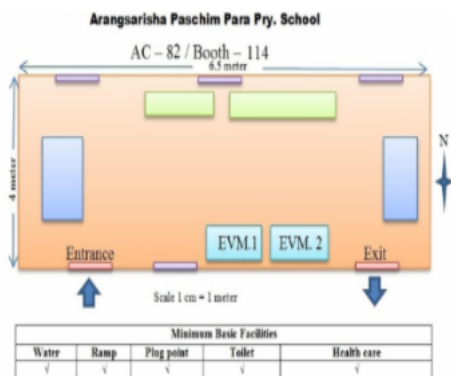 Arangsarisha Paschim Para Pry. School
AC – 82 / Booth – 114
6.5 meter
4 meter
N
EVM.1
EVM. 2
Entrance
Exit
Scale 1 cm = 1 meter
Minimum Basic Facilities
Water Ramp Plug point Toilet Health care
√ √ √ √ √